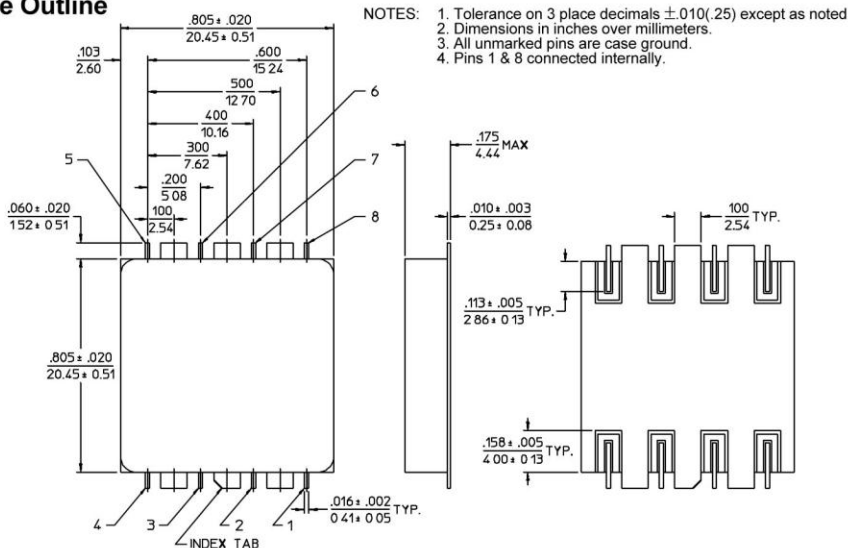 e Outline
NOTES: 1. Tolerance on 3 place decimals ±.010(.25) except as noted
2. Dimensions in inches over millimeters.
3. All unmarked pins are case ground.
4. Pins 1 & 8 connected internally.
.805 ± .020
20.45 ± 0.51
.103
2.60
.600
15 24
500
12 70
400
10.16
300
7.62
.200
5 08
100
2.54
5
6
7
8
.060 ± .020
1 52 ± 0 51
.805 ± .020
20.45 ± 0.51
4
3
2
1
INDEX TAB
.016 ± .002
0 41 ± 0 05
TYP.
.175
4.44
MAX
.010 ± .003
0.25 ± 0.08
100
2.54
TYP.
.113 ± .005
2 86 ± 0 13
TYP.
.158 ± .005
4 00 ± 0 13
TYP.